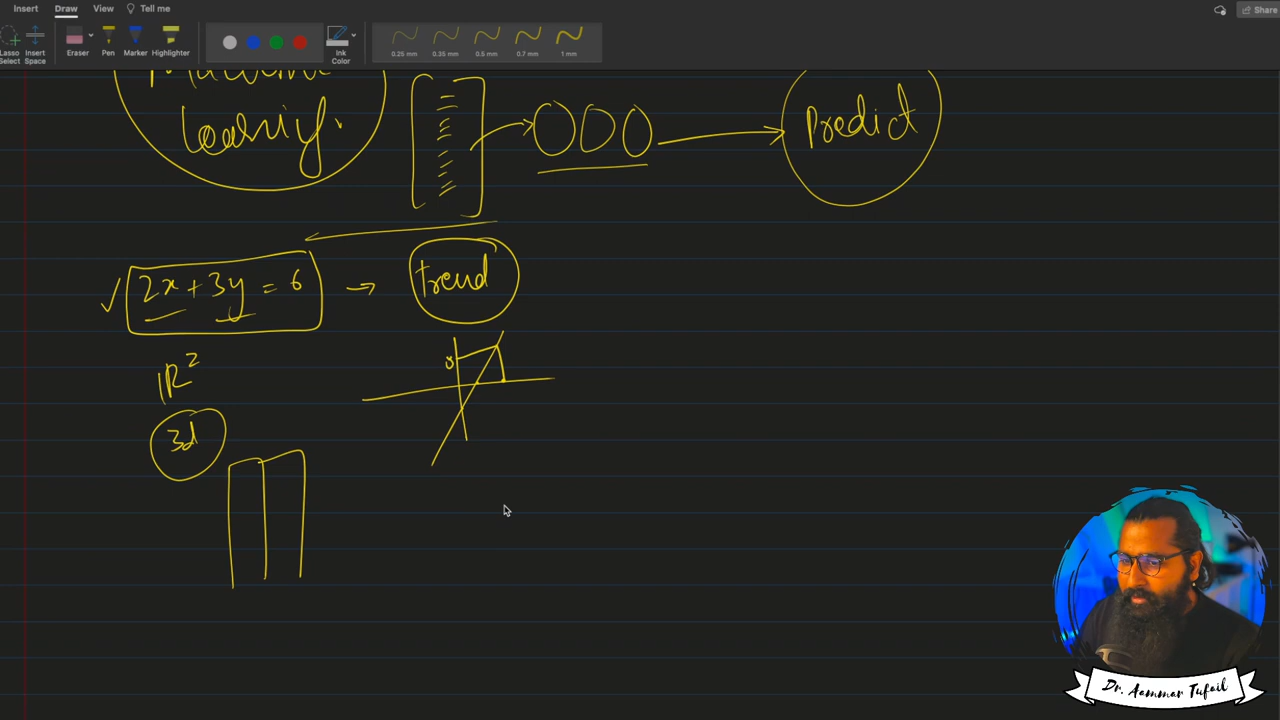 Insert Draw View Tell me
Share
Lasso Select
Insert Space
Eraser
Pen
Marker
Highlighter
Ink Color
0.25 mm
0.35 mm
0.5 mm
0.7 mm
1 mm
Predict
2x + 3y = 6 → trend
ℝ²
3d
Dr. Aammar Tufail